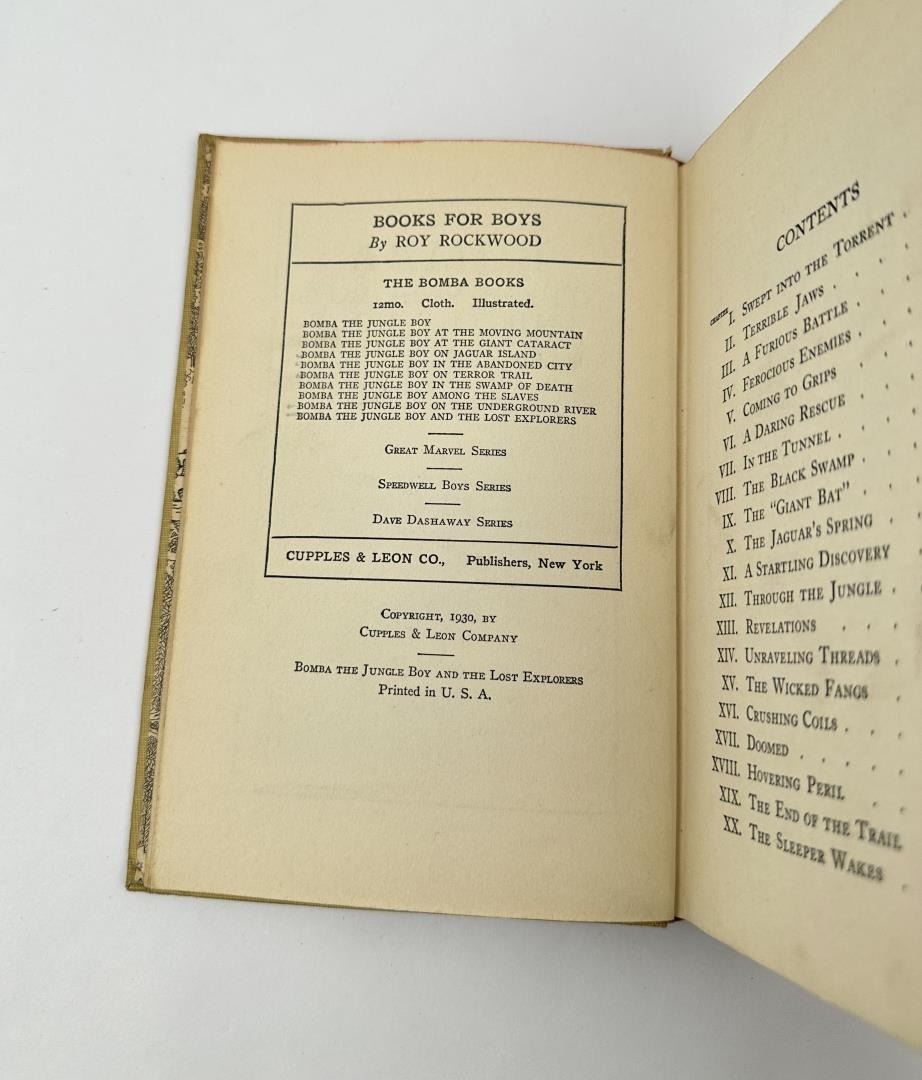 BOOKS FOR BOYS
By ROY ROCKWOOD
THE BOMBA BOOKS
12mo. Cloth. Illustrated.
BOMBA THE JUNGLE BOY
BOMBA THE JUNGLE BOY AT THE MOVING MOUNTAIN
BOMBA THE JUNGLE BOY AT THE GIANT CATARACT
BOMBA THE JUNGLE BOY ON JAGUAR ISLAND
BOMBA THE JUNGLE BOY IN THE ABANDONED CITY
BOMBA THE JUNGLE BOY ON TERROR TRAIL
BOMBA THE JUNGLE BOY IN THE SWAMP OF DEATH
BOMBA THE JUNGLE BOY AMONG THE SLAVES
BOMBA THE JUNGLE BOY ON THE UNDERGROUND RIVER
BOMBA THE JUNGLE BOY AND THE LOST EXPLORERS
GREAT MARVEL SERIES
SPEEDWELL BOYS SERIES
DAVE DASHAWAY SERIES
CUPPLES & LEON CO., Publishers, New York
COPYRIGHT, 1930, BY
CUPPLES & LEON COMPANY
BOMBA THE JUNGLE BOY AND THE LOST EXPLORERS
Printed in U. S. A.
CONTENTS
CHAPTER
I. SWEPT INTO THE TORRENT .
II. TERRIBLE JAWS . . . .
III. A FURIOUS BATTLE . .
IV. FEROCIOUS ENEMIES . .
V. COMING TO GRIPS . .
VI. A DARING RESCUE . .
VII. IN THE TUNNEL . . .
VIII. THE BLACK SWAMP . .
IX. THE "GIANT BAT" . .
X. THE JAGUAR'S SPRING .
XI. A STARTLING DISCOVERY
XII. THROUGH THE JUNGLE .
XIII. REVELATIONS . . .
XIV. UNRAVELING THREADS .
XV. THE WICKED FANGS .
XVI. CRUSHING COILS . . .
XVII. DOOMED . . . . .
XVIII. HOVERING PERIL . .
XIX. THE END OF THE TRAIL
XX. THE SLEEPER WAKES .